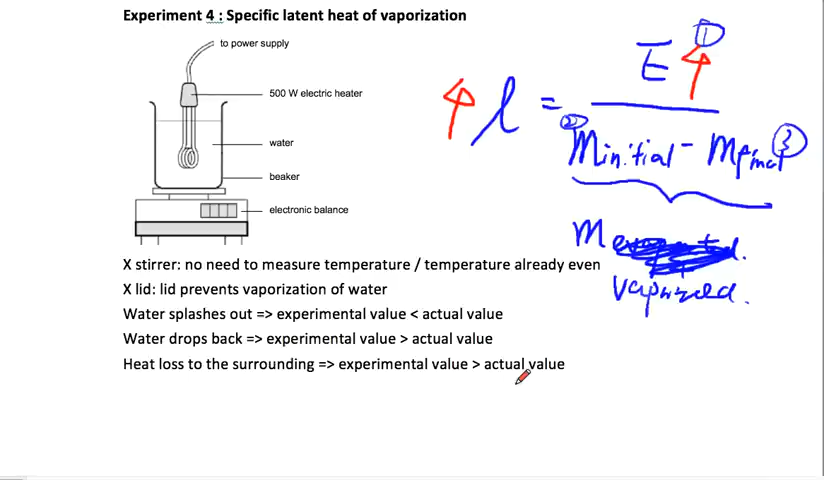 Experiment 4 : Specific latent heat of vaporization
to power supply
500 W electric heater
water
beaker
electronic balance
X stirrer: no need to measure temperature / temperature already even
X lid: lid prevents vaporization of water
Water splashes out => experimental value < actual value
Water drops back => experimental value > actual value
Heat loss to the surrounding => experimental value > actual value
① E ↑
↑ l =
② Minitial - Mfinal ③
M
vaporized.